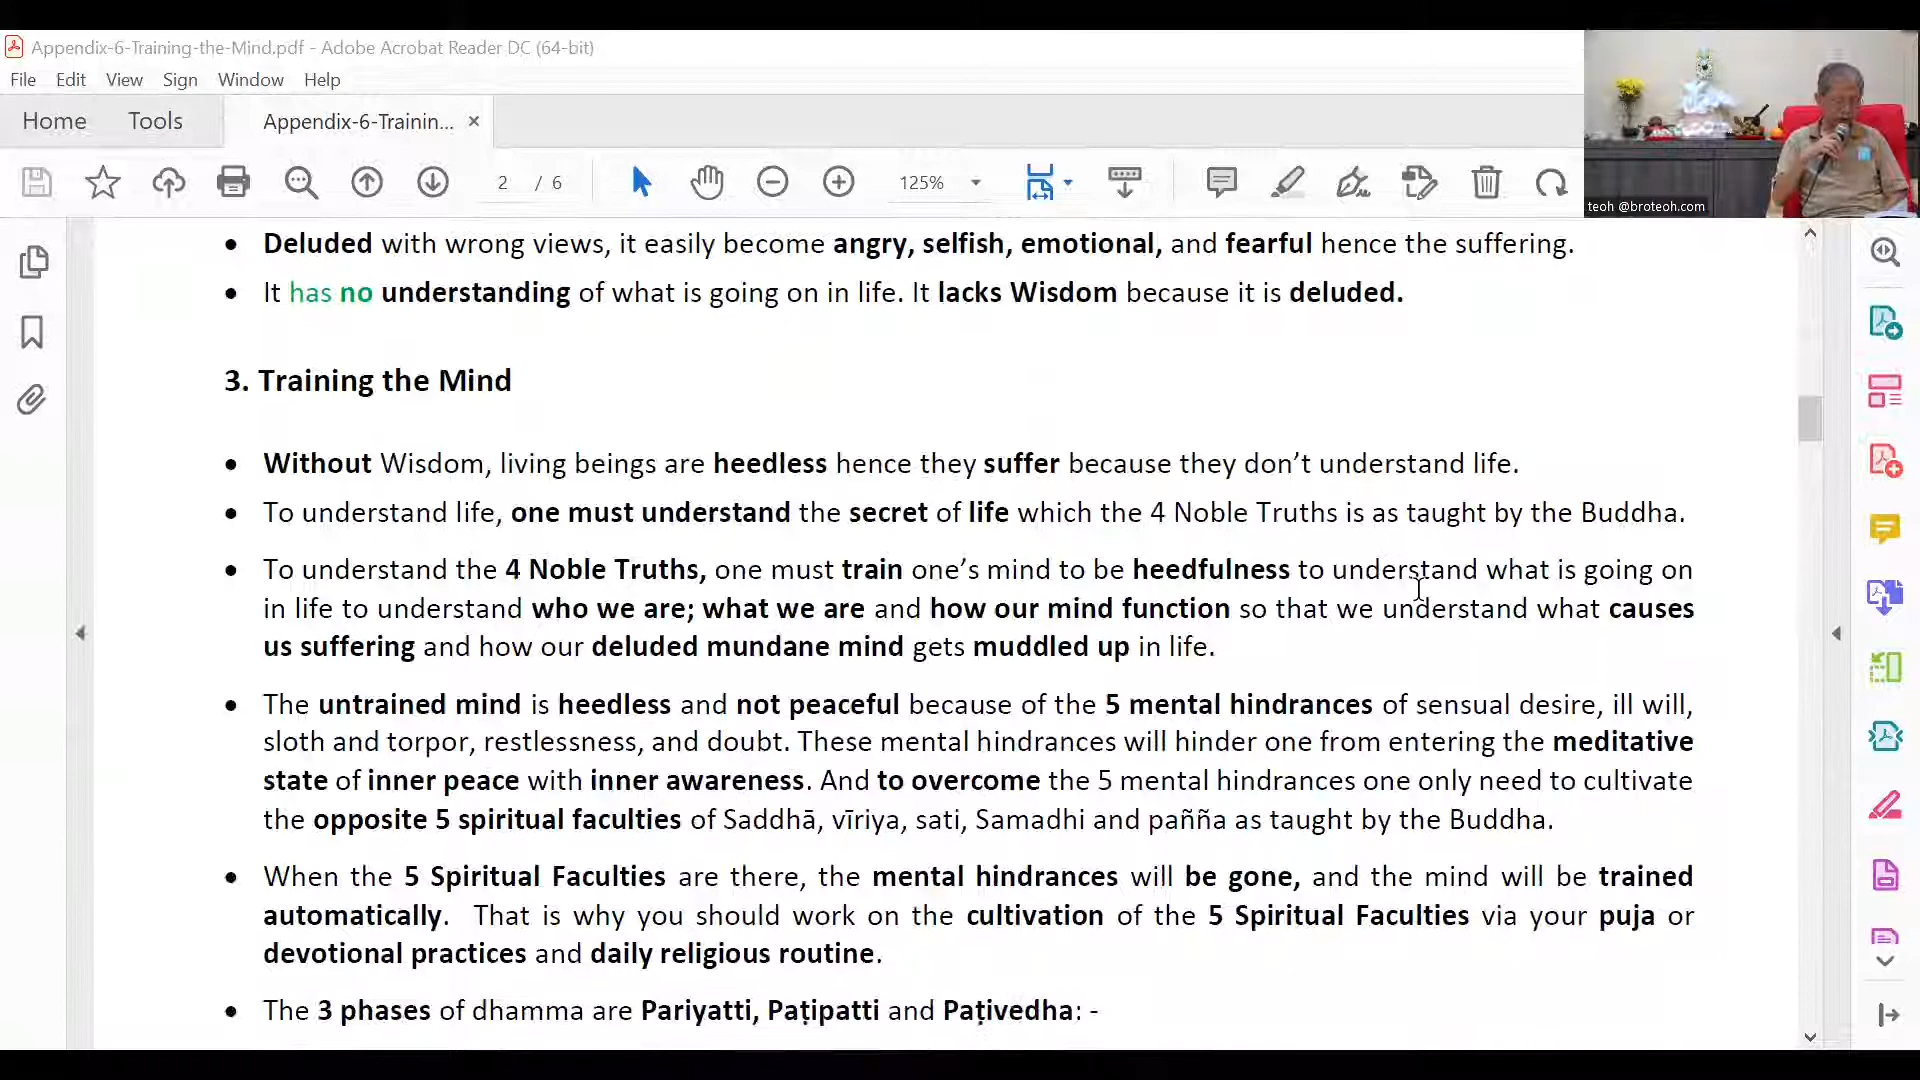 Appendix-6-Training-the-Mind.pdf - Adobe Acrobat Reader DC (64-bit)
File Edit View Sign Window Help
Home Tools Appendix-6-Trainin... ×
2 / 6 125%
teoh @broteoh.com
• Deluded with wrong views, it easily become angry, selfish, emotional, and fearful hence the suffering.
• It has no understanding of what is going on in life. It lacks Wisdom because it is deluded.
3. Training the Mind
• Without Wisdom, living beings are heedless hence they suffer because they don’t understand life.
• To understand life, one must understand the secret of life which the 4 Noble Truths is as taught by the Buddha.
• To understand the 4 Noble Truths, one must train one’s mind to be heedfulness to understand what is going on
in life to understand who we are; what we are and how our mind function so that we understand what causes
us suffering and how our deluded mundane mind gets muddled up in life.
• The untrained mind is heedless and not peaceful because of the 5 mental hindrances of sensual desire, ill will,
sloth and torpor, restlessness, and doubt. These mental hindrances will hinder one from entering the meditative
state of inner peace with inner awareness. And to overcome the 5 mental hindrances one only need to cultivate
the opposite 5 spiritual faculties of Saddhā, vīriya, sati, Samadhi and pañña as taught by the Buddha.
• When the 5 Spiritual Faculties are there, the mental hindrances will be gone, and the mind will be trained
automatically. That is why you should work on the cultivation of the 5 Spiritual Faculties via your puja or
devotional practices and daily religious routine.
• The 3 phases of dhamma are Pariyatti, Paṭipatti and Paṭivedha: -